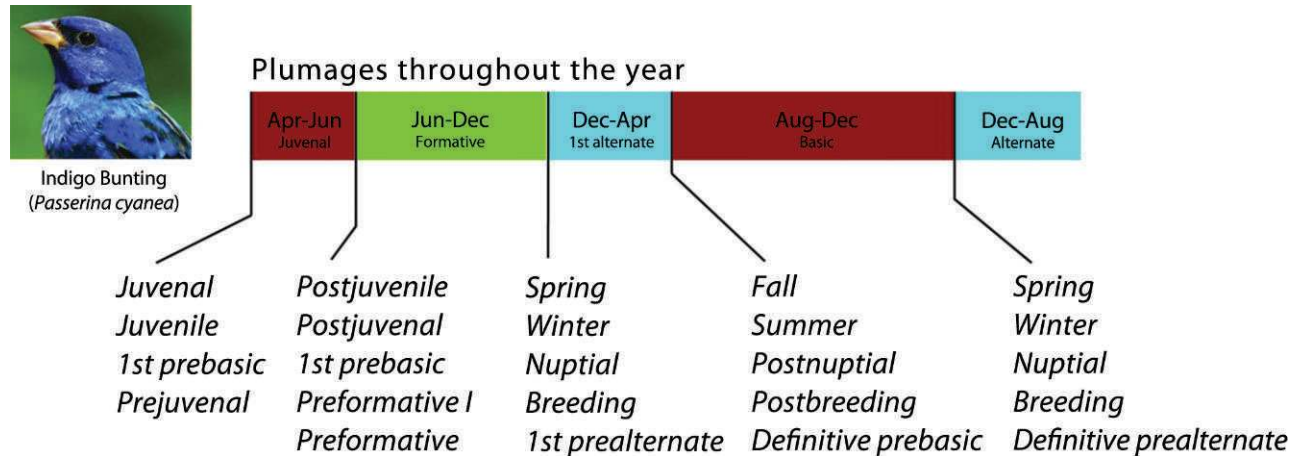 Plumages throughout the year
Apr-Jun
Juvenal
Jun-Dec
Formative
Dec-Apr
1st alternate
Aug-Dec
Basic
Dec-Aug
Alternate
Indigo Bunting
(Passerina cyanea)
Juvenal
Juvenile
1st prebasic
Prejuvenal
Postjuvenile
Postjuvenal
1st prebasic
Preformative I
Preformative
Spring
Winter
Nuptial
Breeding
1st prealternate
Fall
Summer
Postnuptial
Postbreeding
Definitive prebasic
Spring
Winter
Nuptial
Breeding
Definitive prealternate